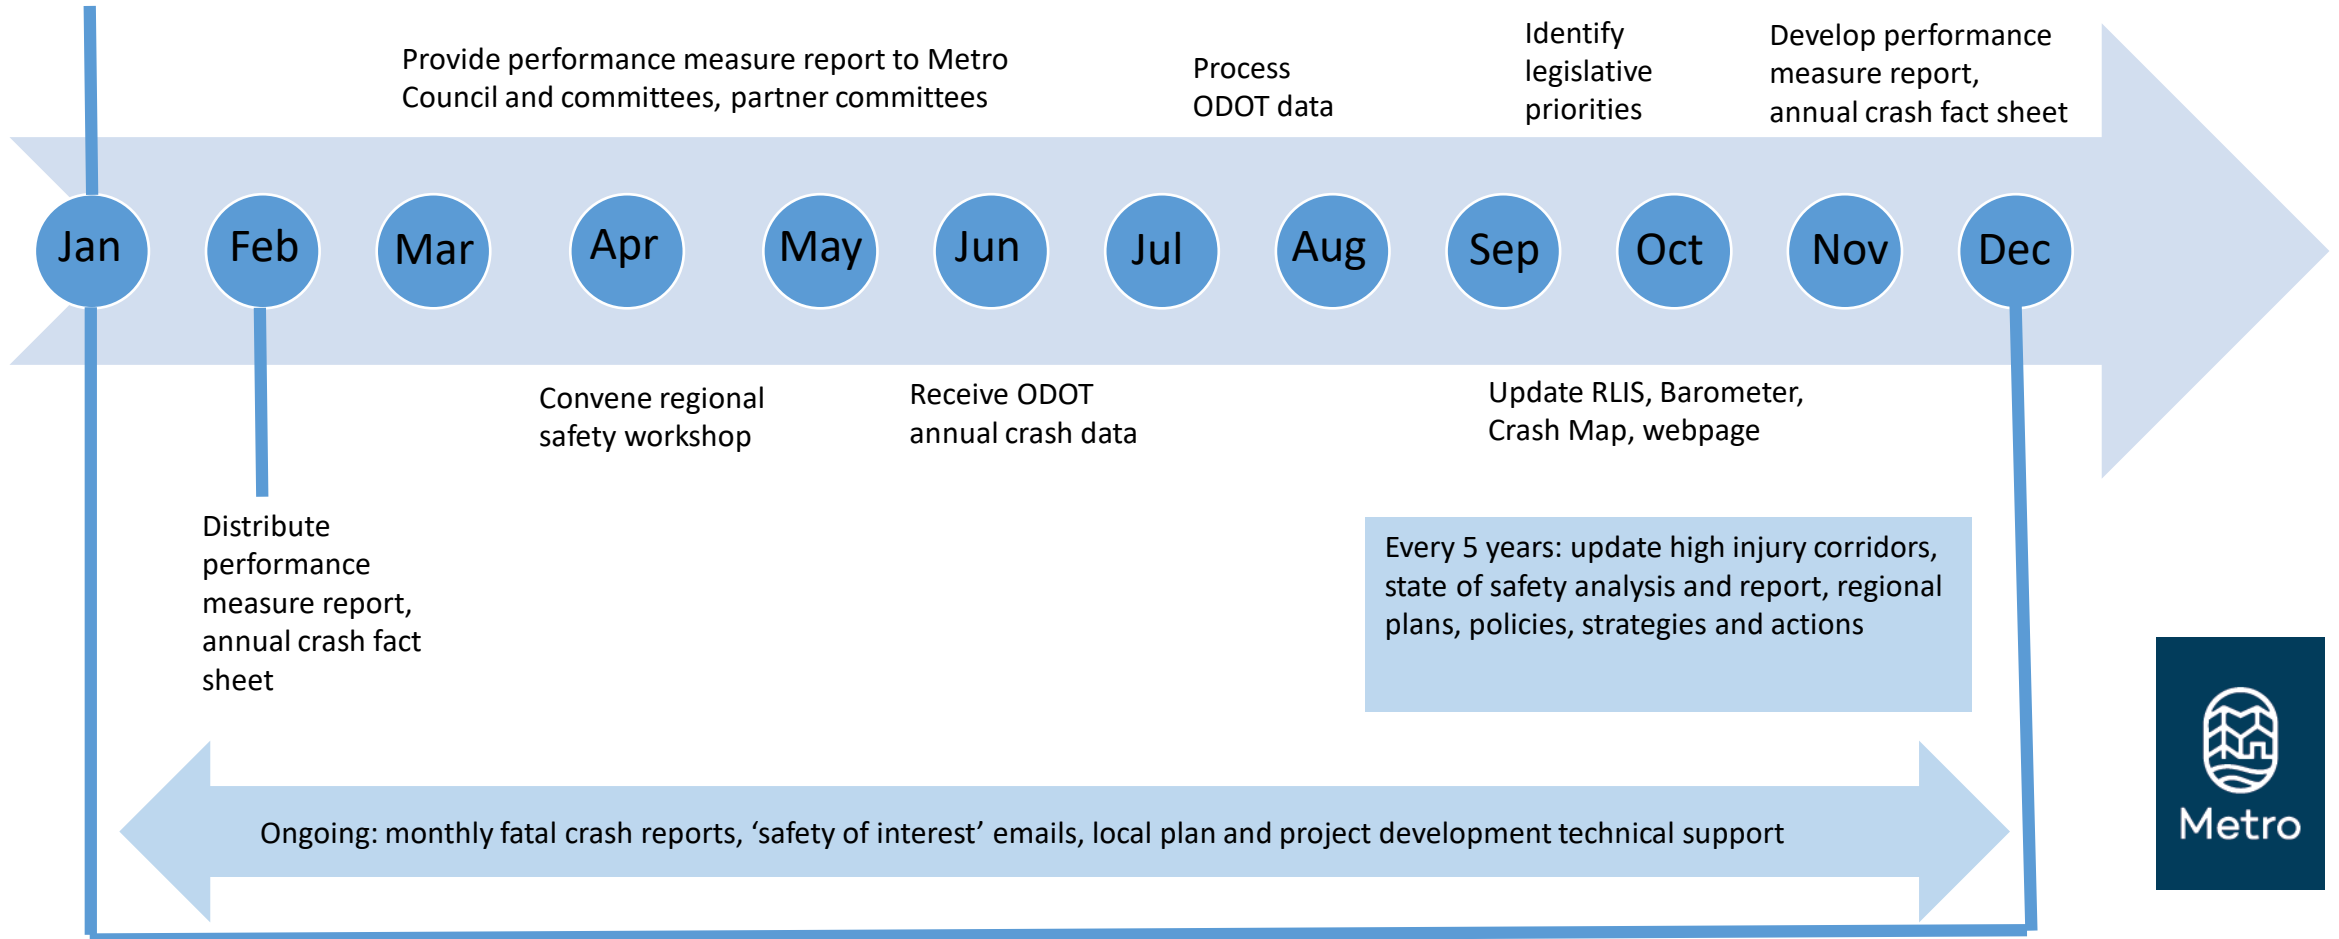 Provide performance measure report to Metro
Council and committees, partner committees
Process
ODOT data
Identify
legislative
priorities
Develop performance
measure report,
annual crash fact sheet
Jan
Feb
Mar
Apr
May
Jun
Jul
Aug
Sep
Oct
Nov
Dec
Convene regional
safety workshop
Receive ODOT
annual crash data
Update RLIS, Barometer,
Crash Map, webpage
Distribute
performance
measure report,
annual crash fact
sheet
Every 5 years: update high injury corridors,
state of safety analysis and report, regional
plans, policies, strategies and actions
Ongoing: monthly fatal crash reports, ‘safety of interest’ emails, local plan and project development technical support
Metro